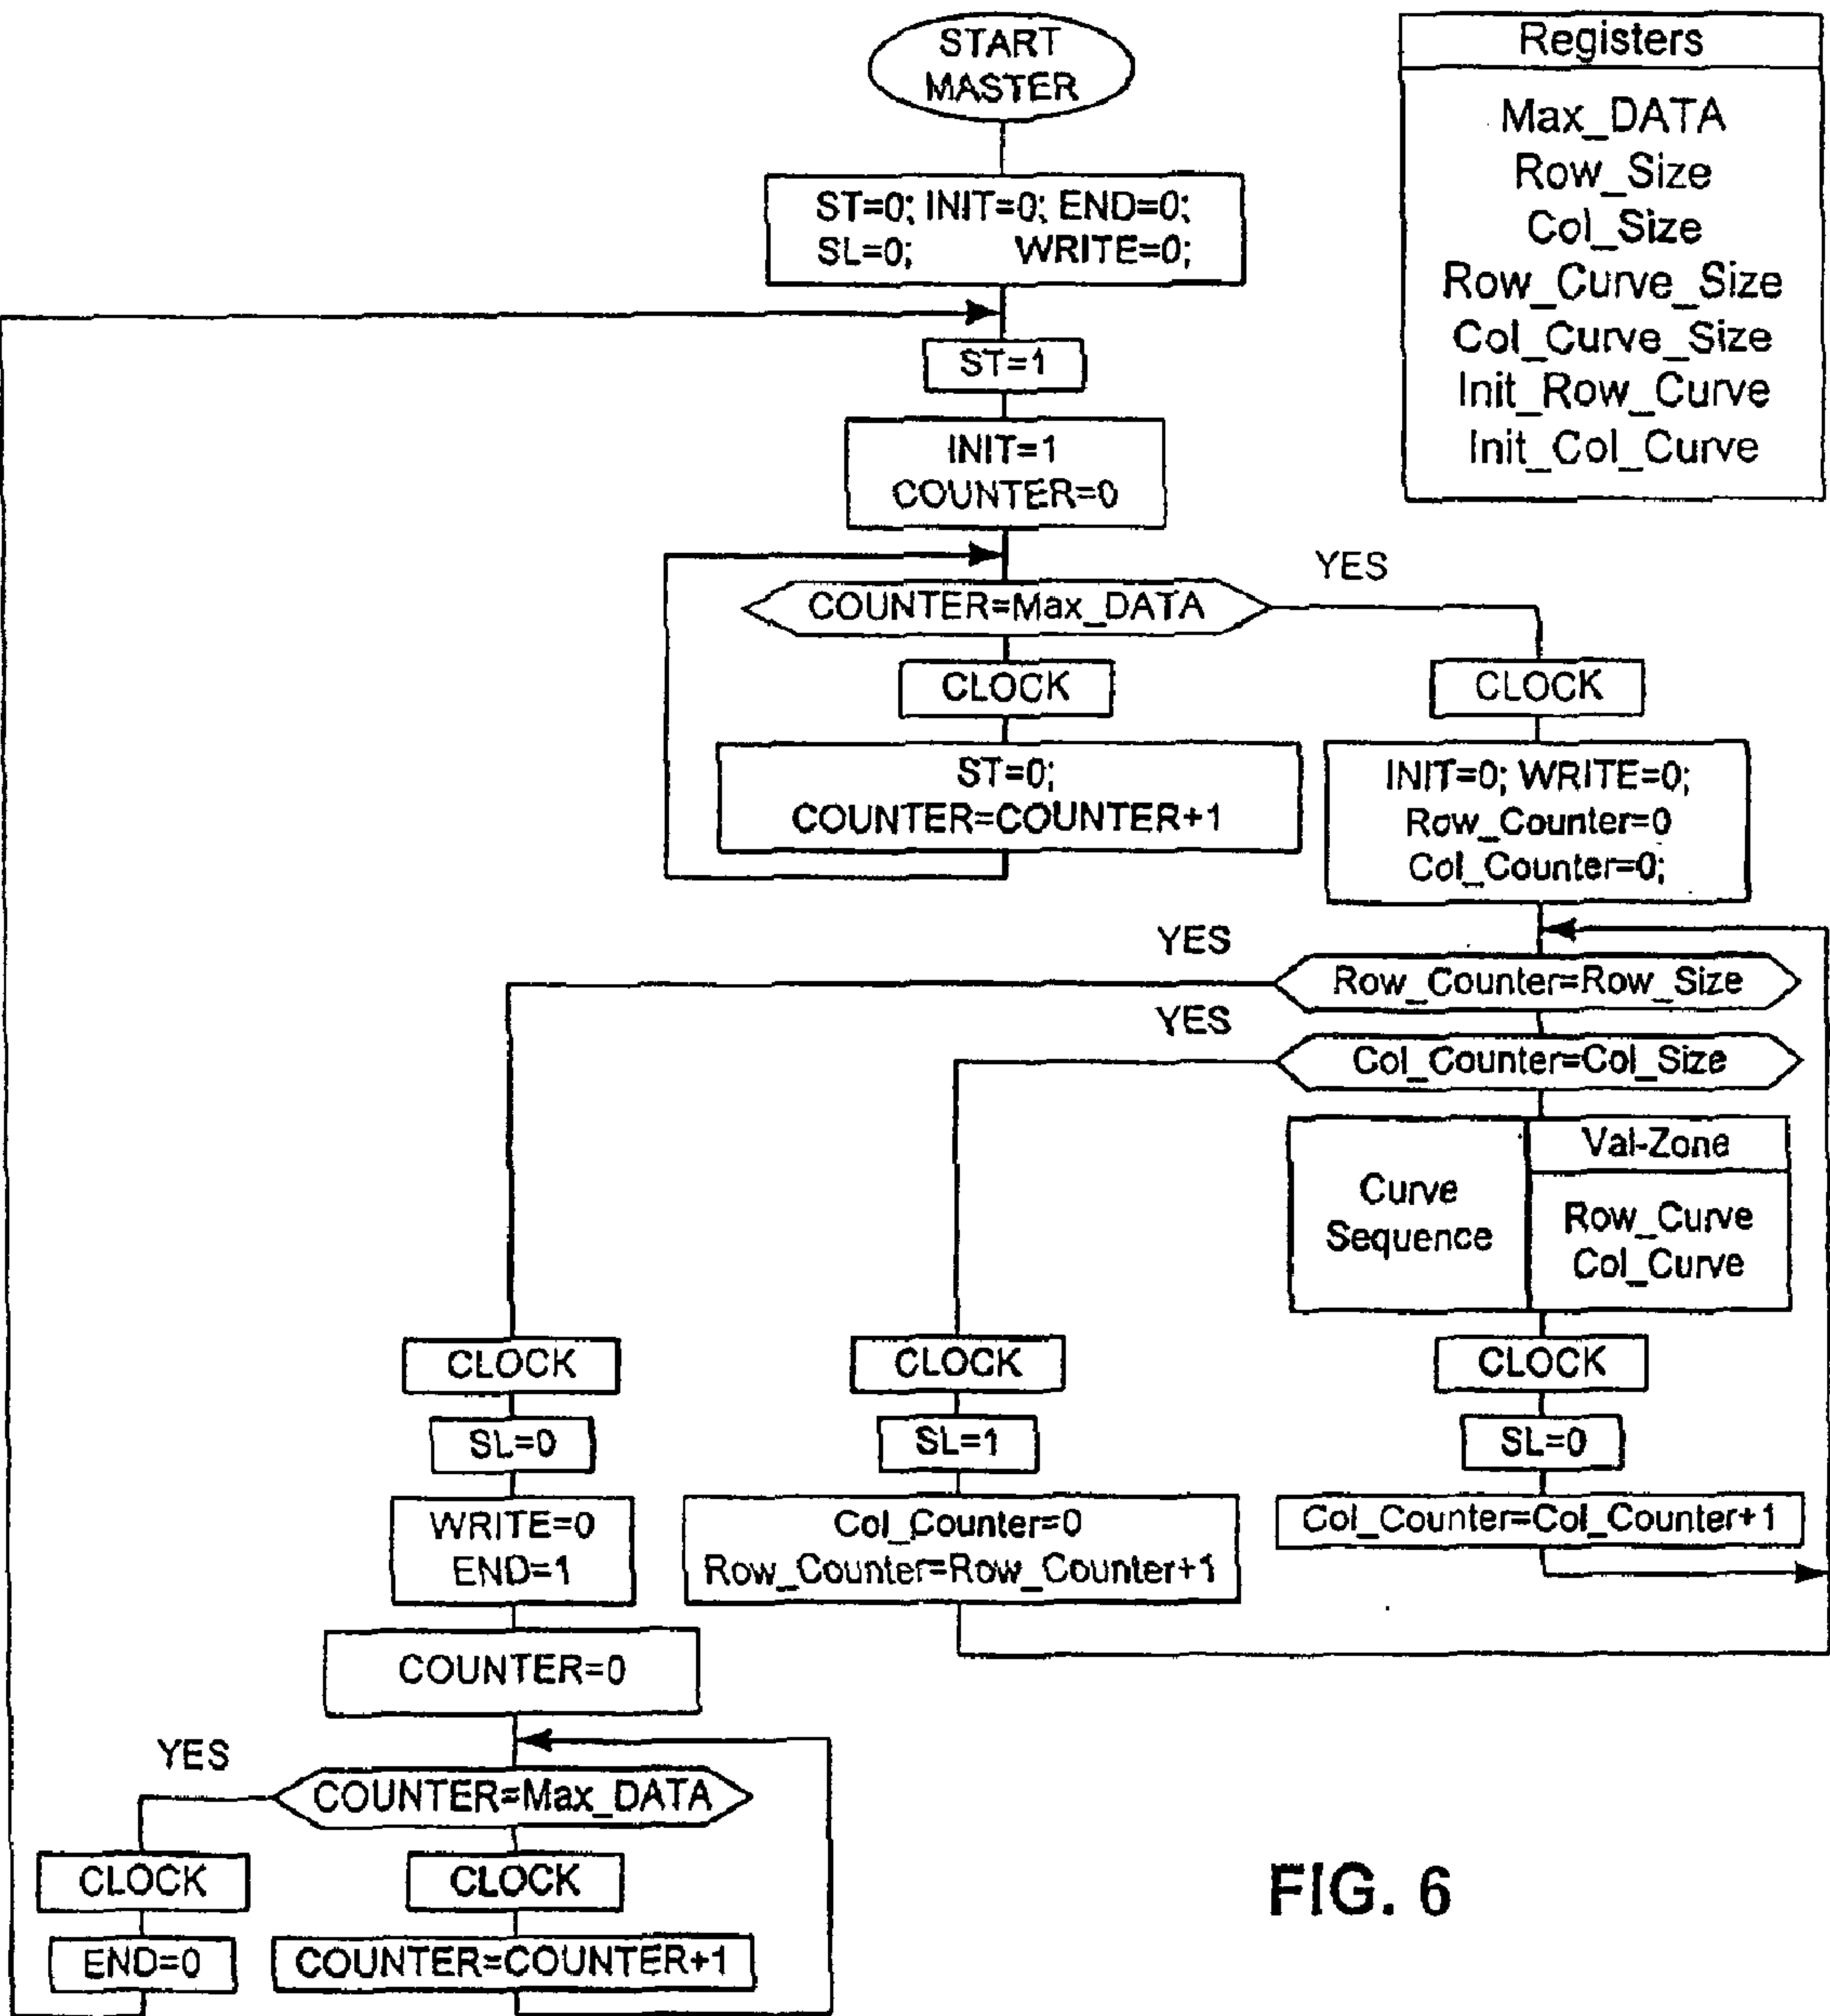 START
MASTER
Registers
Max_DATA
Row_Size
Col_Size
Row_Curve_Size
Col_Curve_Size
Init_Row_Curve
Init_Col_Curve
ST=0; INIT=0; END=0;
SL=0; WRITE=0;
ST=1
INIT=1
COUNTER=0
COUNTER=Max_DATA
YES
CLOCK
ST=0;
COUNTER=COUNTER+1
CLOCK
INIT=0; WRITE=0;
Row_Counter=0
Col_Counter=0;
YES
Row_Counter=Row_Size
YES
Col_Counter=Col_Size
Curve
Sequence
Val-Zone
Row_Curve
Col_Curve
CLOCK
SL=0
WRITE=0
END=1
COUNTER=0
CLOCK
SL=1
Col_Counter=0
Row_Counter=Row_Counter+1
CLOCK
SL=0
Col_Counter=Col_Counter+1
YES
COUNTER=Max_DATA
CLOCK
END=0
CLOCK
COUNTER=COUNTER+1
FIG. 6